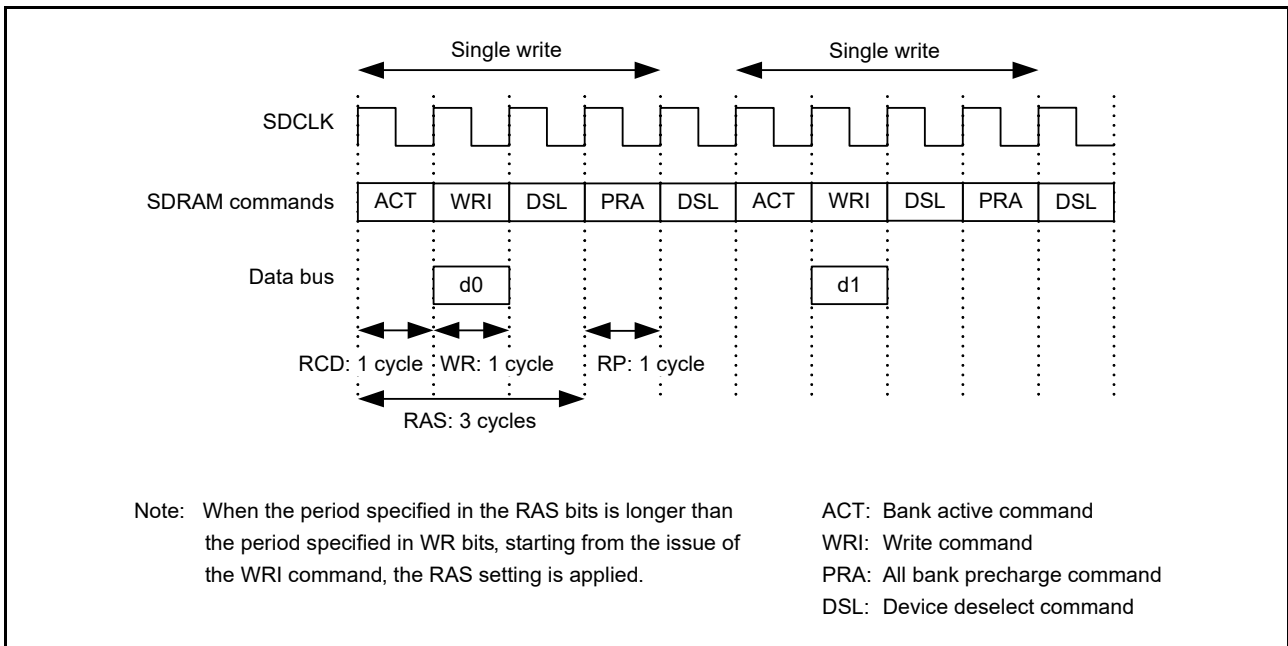 Single write Single write
SDCLK
SDRAM commands ACT WRI DSL PRA DSL ACT WRI DSL PRA DSL
Data bus d0 d1
RCD: 1 cycle WR: 1 cycle RP: 1 cycle
RAS: 3 cycles
Note: When the period specified in the RAS bits is longer than
the period specified in WR bits, starting from the issue of
the WRI command, the RAS setting is applied.
ACT: Bank active command
WRI: Write command
PRA: All bank precharge command
DSL: Device deselect command